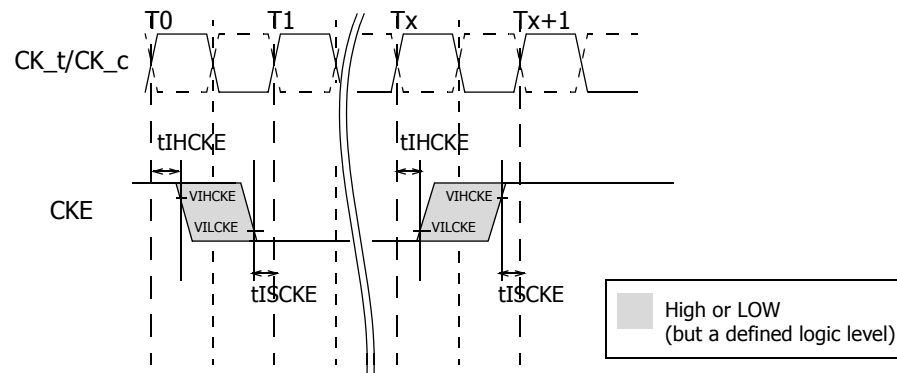 T0 T1 Tx Tx+1
CK_t/CK_c
tIHCKE tIHCKE
CKE
VIHCKE VIHCKE
VILCKE VILCKE
tISCKE tISCKE
High or LOW
(but a defined logic level)